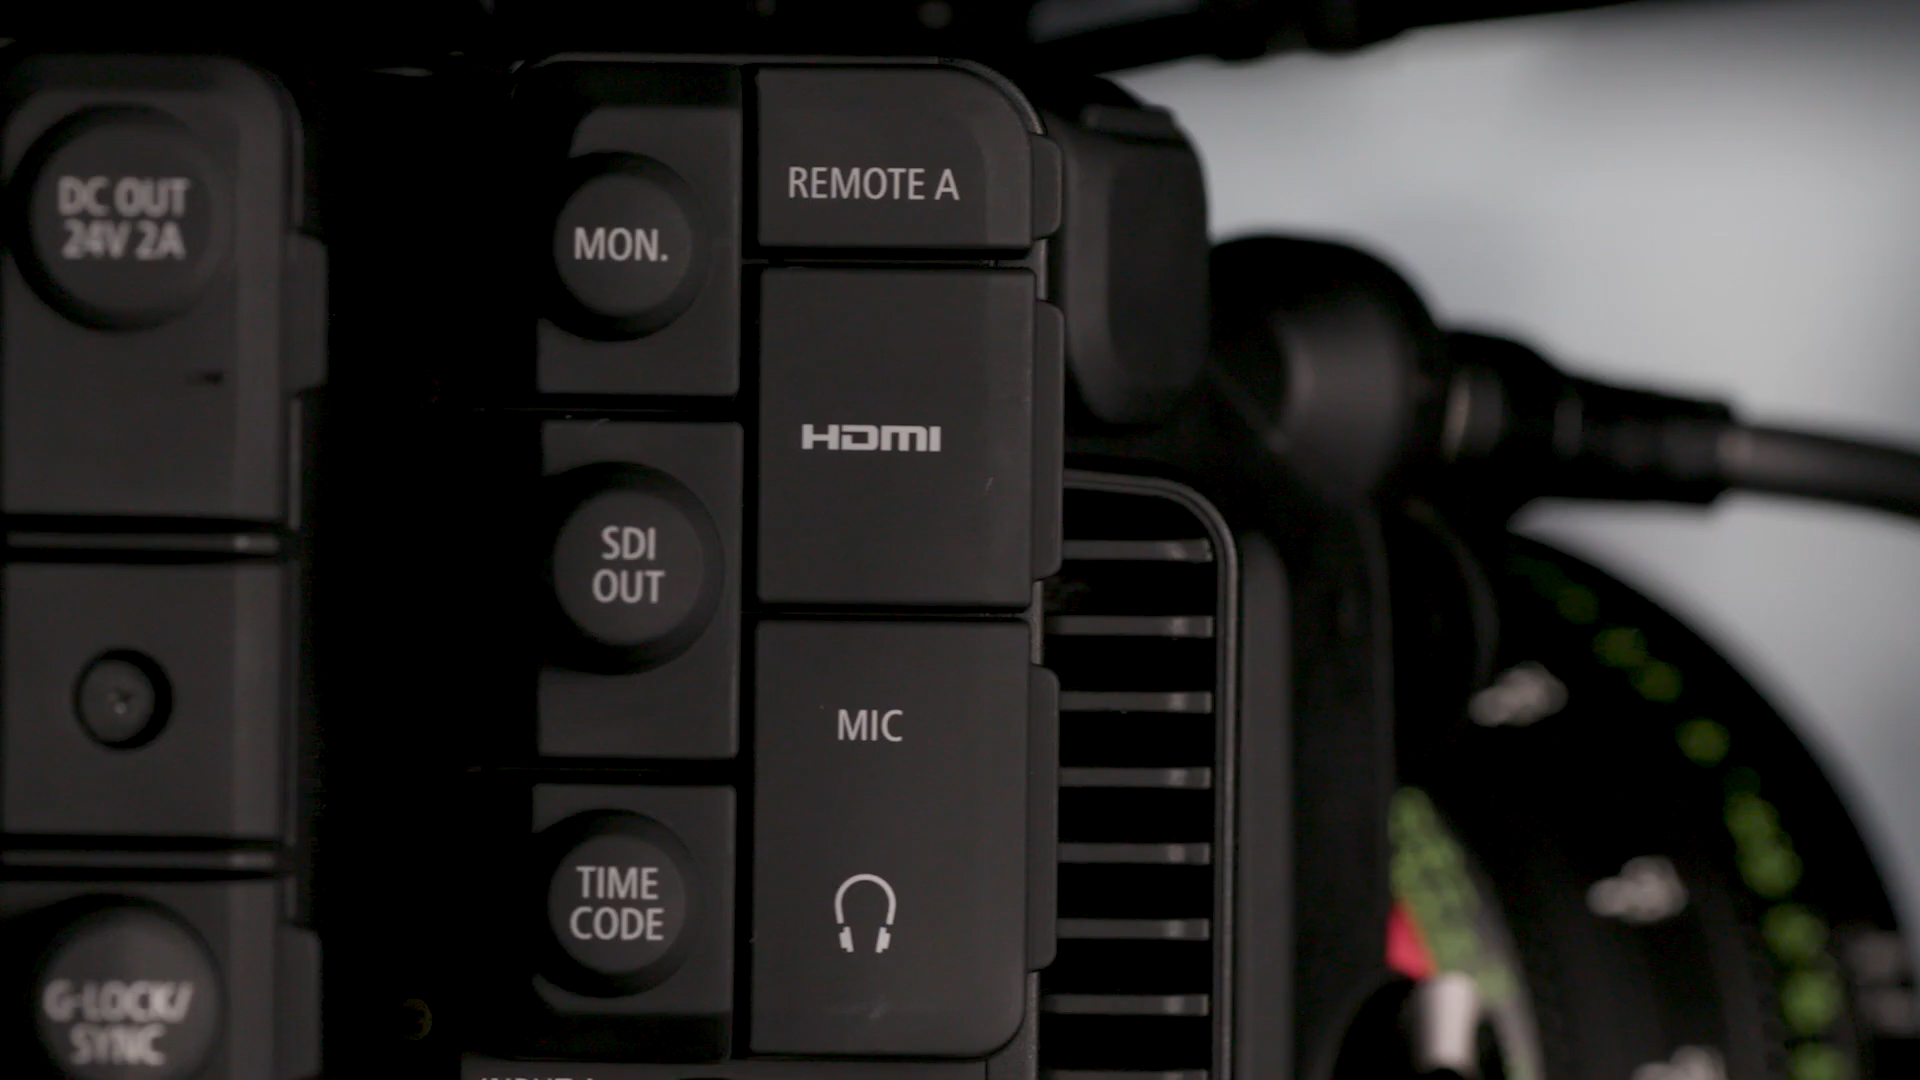 DC OUT
24V 2A
G-LOCK/
SYNC
MON.
SDI
OUT
TIME
CODE
REMOTE A
HDMI
MIC